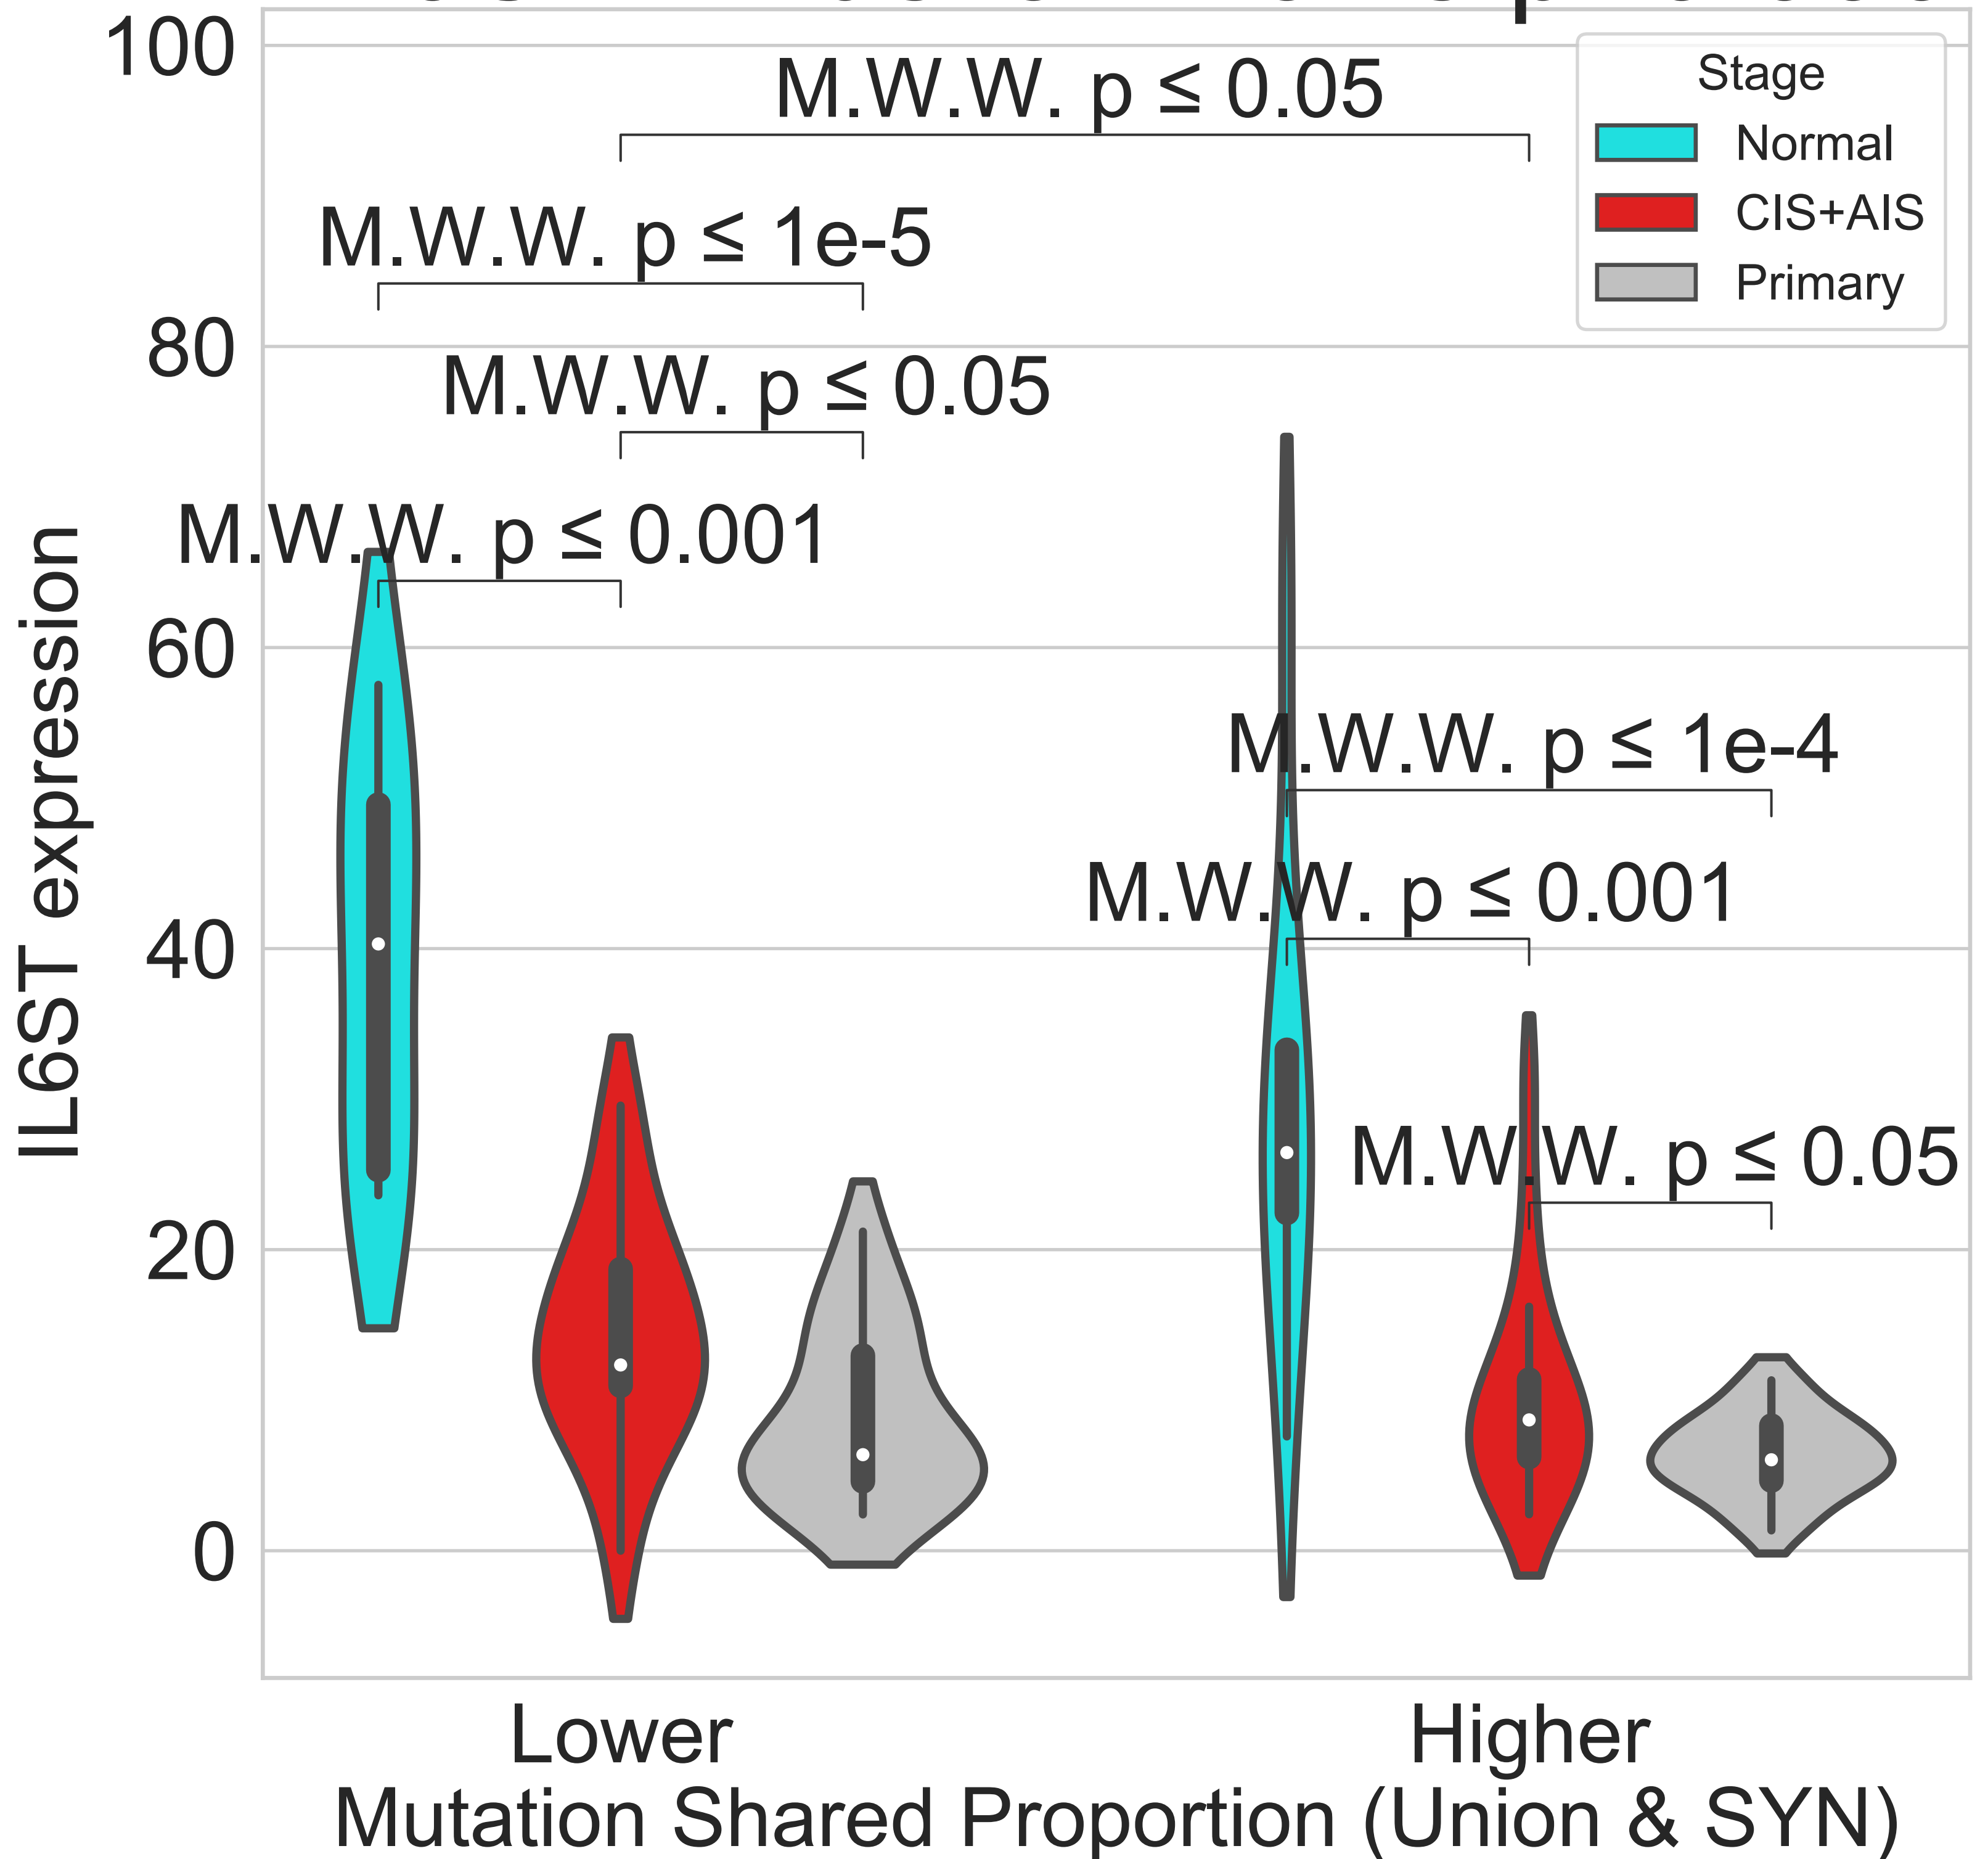 100
M.W.W. p ≤ 0.05
Stage
Normal
CIS+AIS
Primary
M.W.W. p ≤ 1e-5
80
M.W.W. p ≤ 0.05
M.W.W. p ≤ 0.001
60
M.W.W. p ≤ 1e-4
M.W.W. p ≤ 0.001
40
IL6ST expression
M.W.W. p ≤ 0.05
20
0
Lower
Higher
Mutation Shared Proportion (Union & SYN)